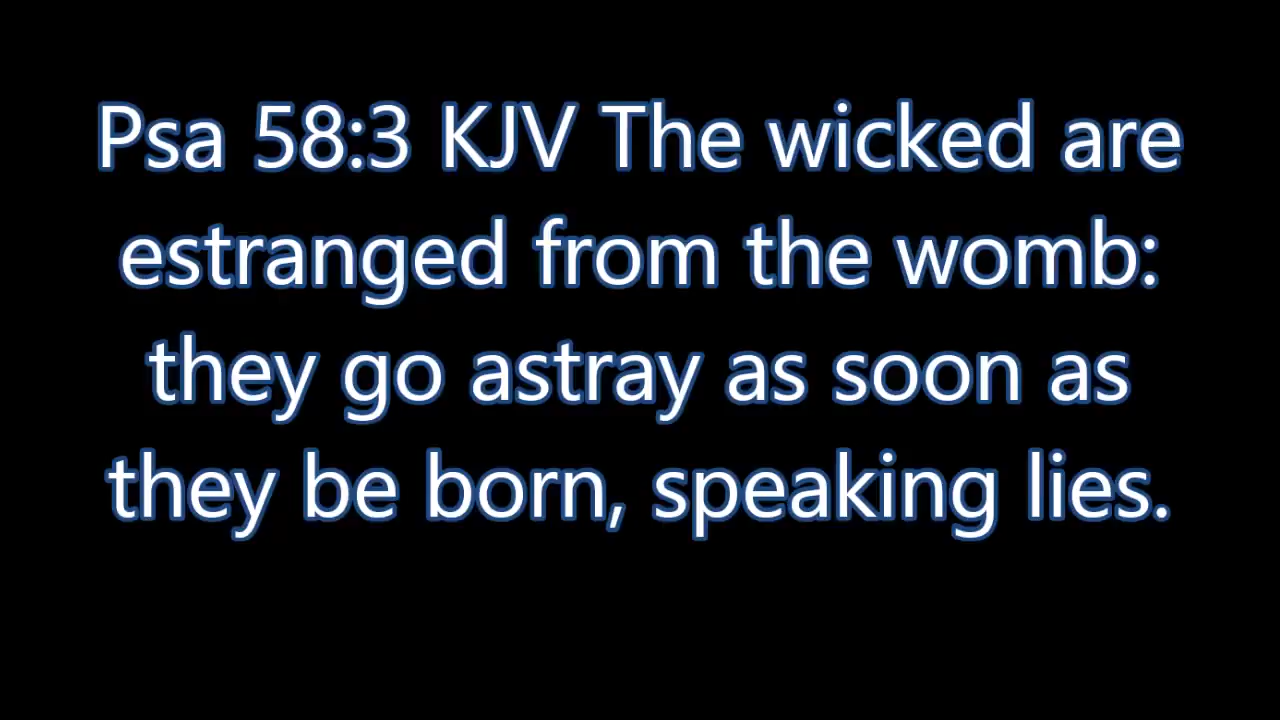 Psa 58:3 KJV The wicked are
estranged from the womb:
they go astray as soon as
they be born, speaking lies.